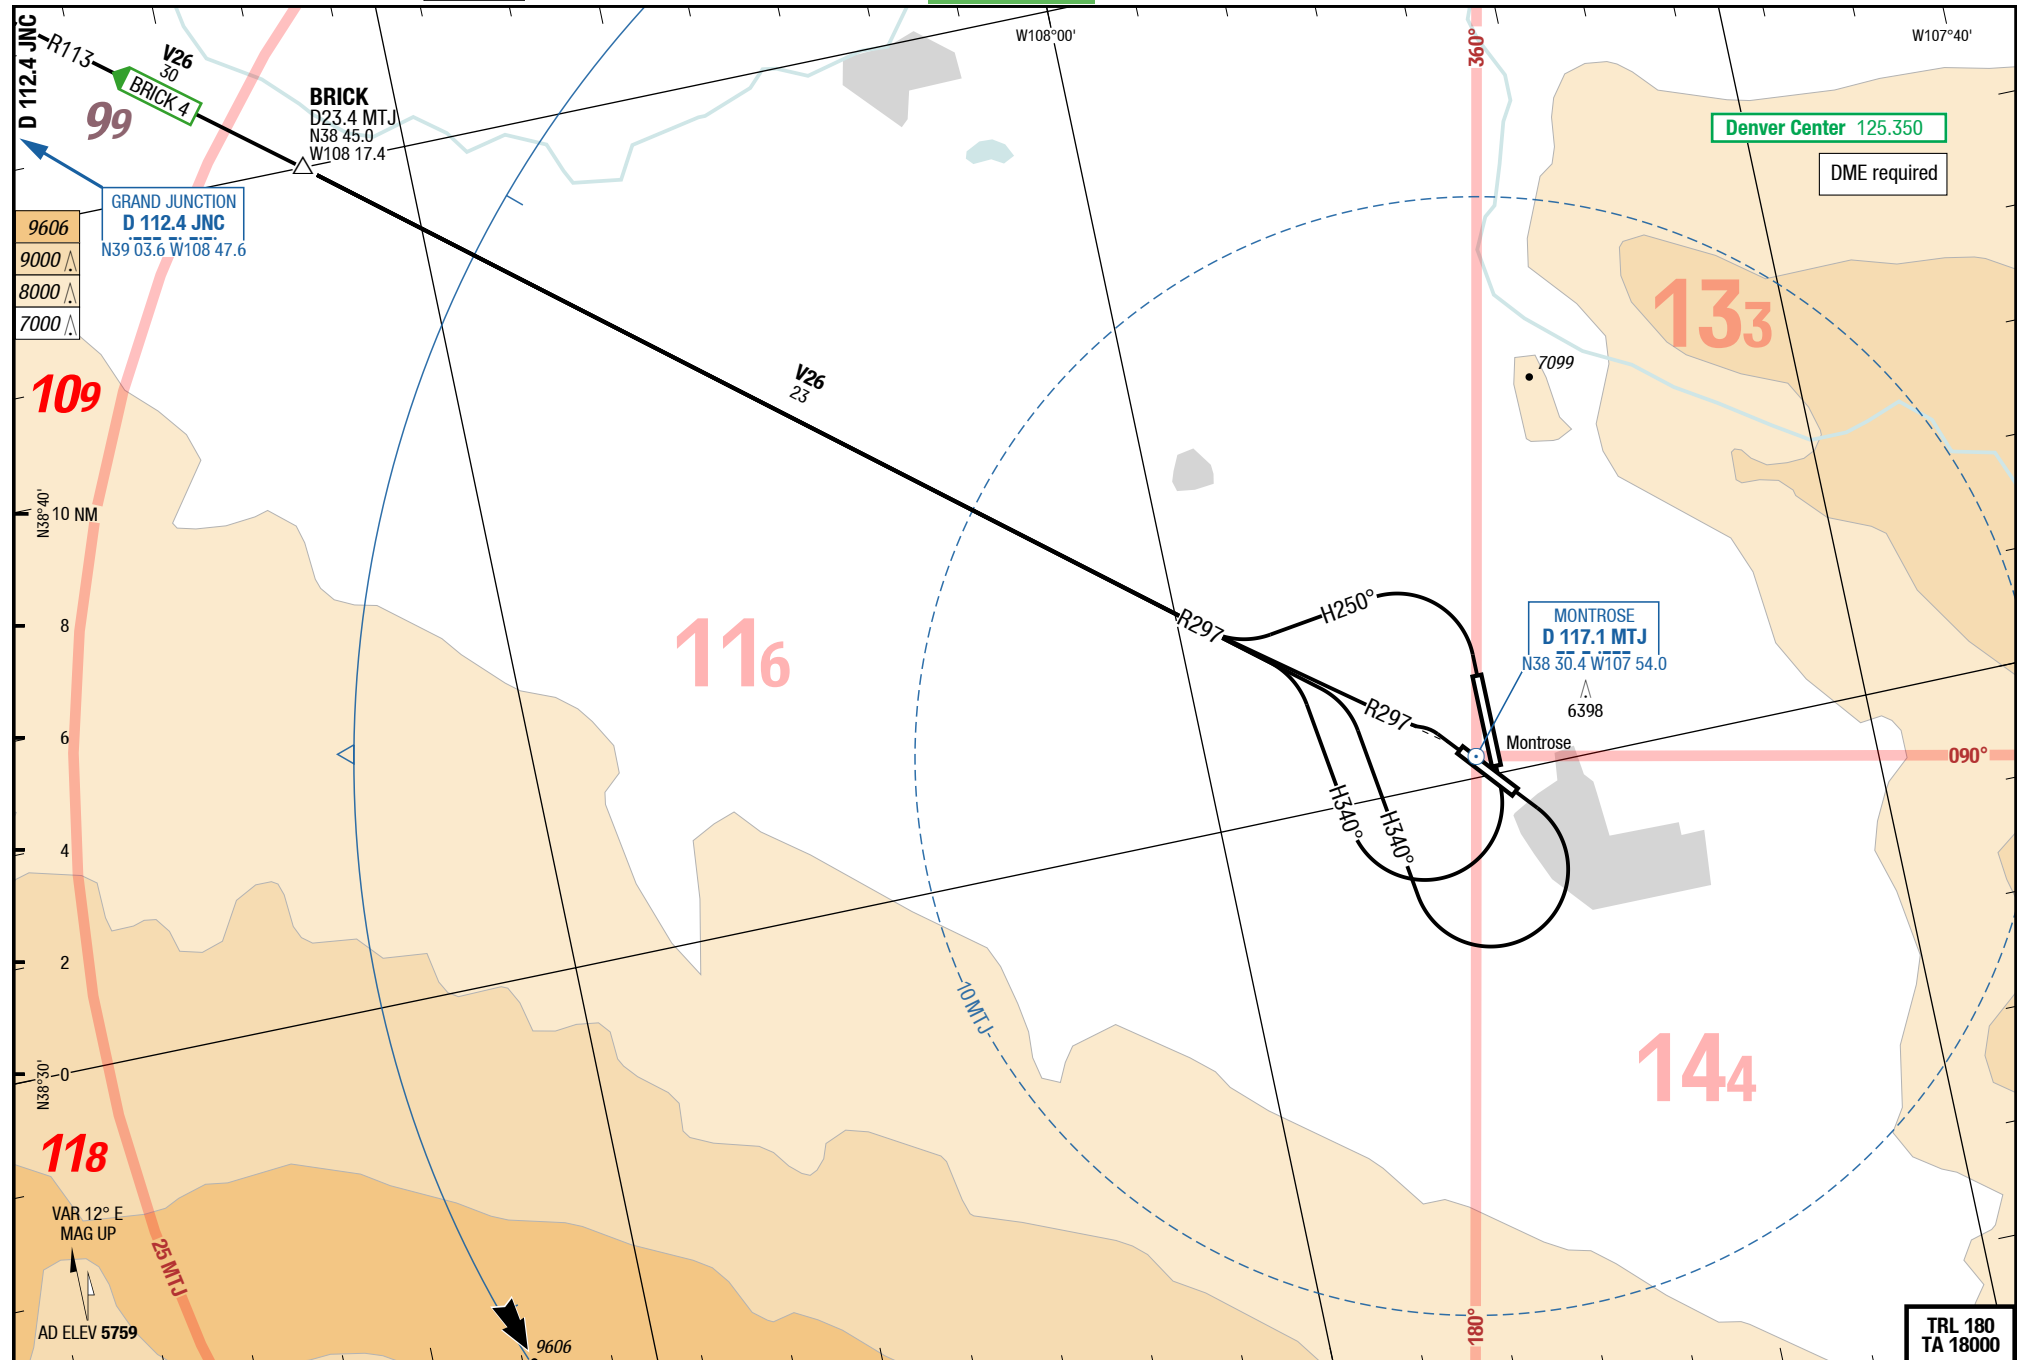 D 112.4 JNC
R113
V26
30
BRICK 4
99
BRICK
D23.4 MTJ
N38 45.0
W108 17.4
W108°00'
360°
W107°40'
Denver Center 125.350
DME required
GRAND JUNCTION
D 112.4 JNC
N39 03.6 W108 47.6
9606
9000
8000
7000
133
7099
109
V26
23
N38°40'
10 NM
8
6
4
2
0
N38°30'
116
R297
H250°
R297
H340°
H340°
MONTROSE
D 117.1 MTJ
N38 30.4 W107 54.0
6398
Montrose
090°
10 MTJ
144
118
VAR 12° E
MAG UP
25 MTJ
AD ELEV 5759
9606
180°
TRL 180
TA 18000